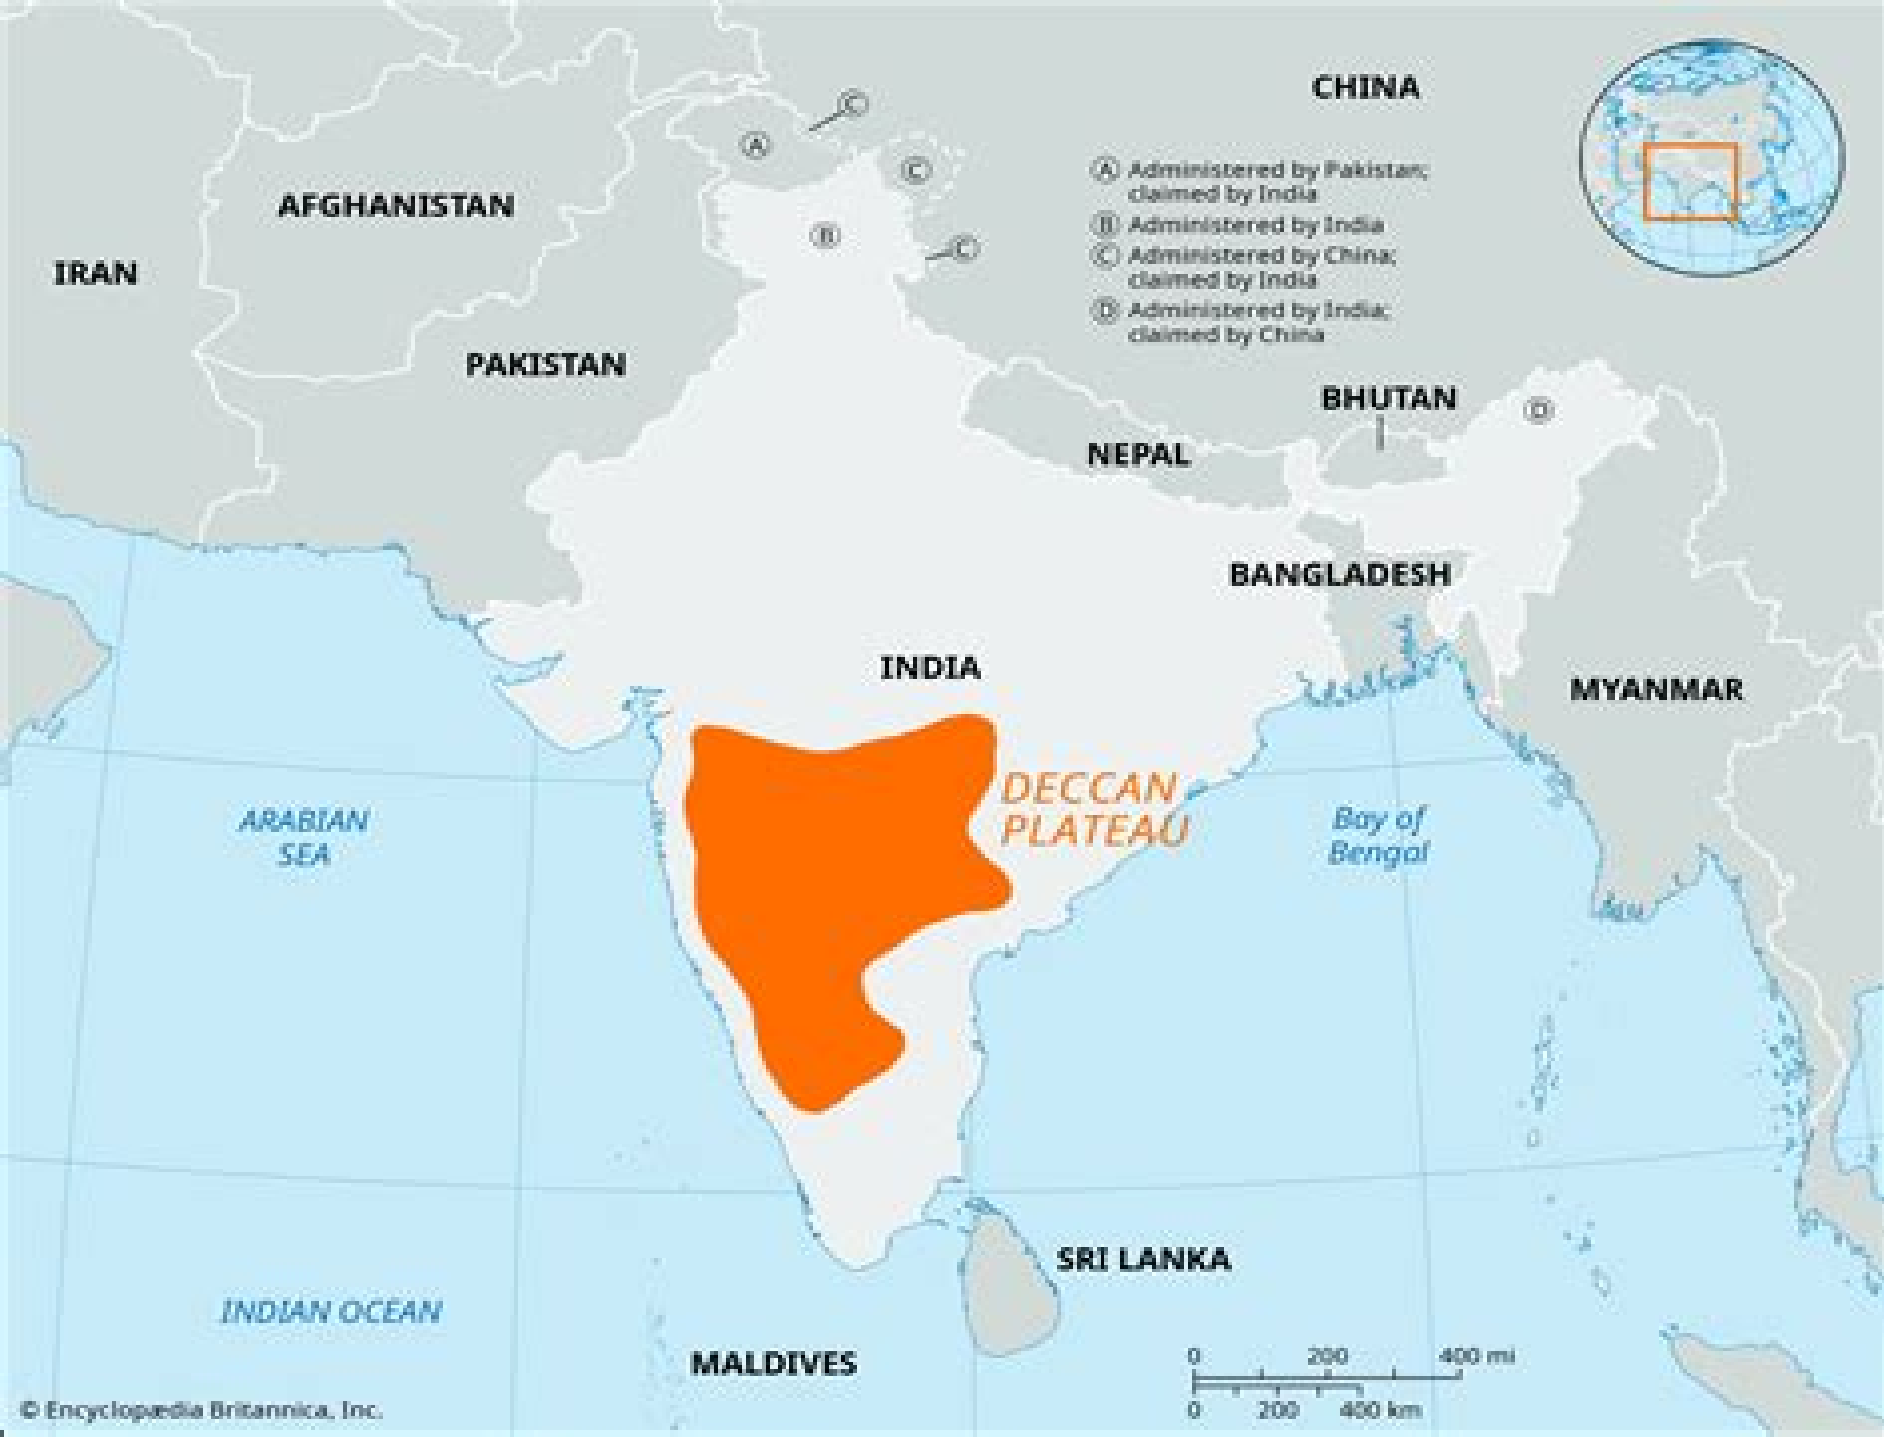 CHINA
Ⓒ
Ⓐ
Ⓒ
Ⓐ Administered by Pakistan;
claimed by India
AFGHANISTAN
Ⓑ
Ⓒ
Ⓑ Administered by India
Ⓒ Administered by China;
claimed by India
IRAN
Ⓓ Administered by India;
claimed by China
PAKISTAN
BHUTAN
Ⓓ
NEPAL
BANGLADESH
INDIA
MYANMAR
DECCAN
PLATEAU
ARABIAN
SEA
Bay of
Bengal
SRI LANKA
INDIAN OCEAN
MALDIVES
0 200 400 mi
0 200 400 km
© Encyclopædia Britannica, Inc.